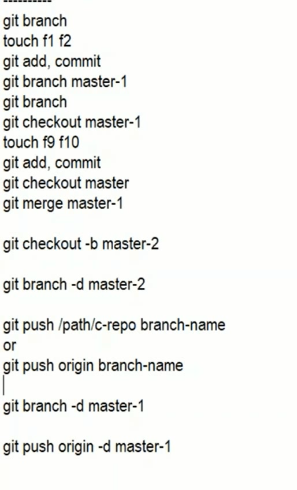 ----------
git branch
touch f1 f2
git add, commit
git branch master-1
git branch
git checkout master-1
touch f9 f10
git add, commit
git checkout master
git merge master-1
git checkout -b master-2
git branch -d master-2
git push /path/c-repo branch-name
or
git push origin branch-name
git branch -d master-1
git push origin -d master-1